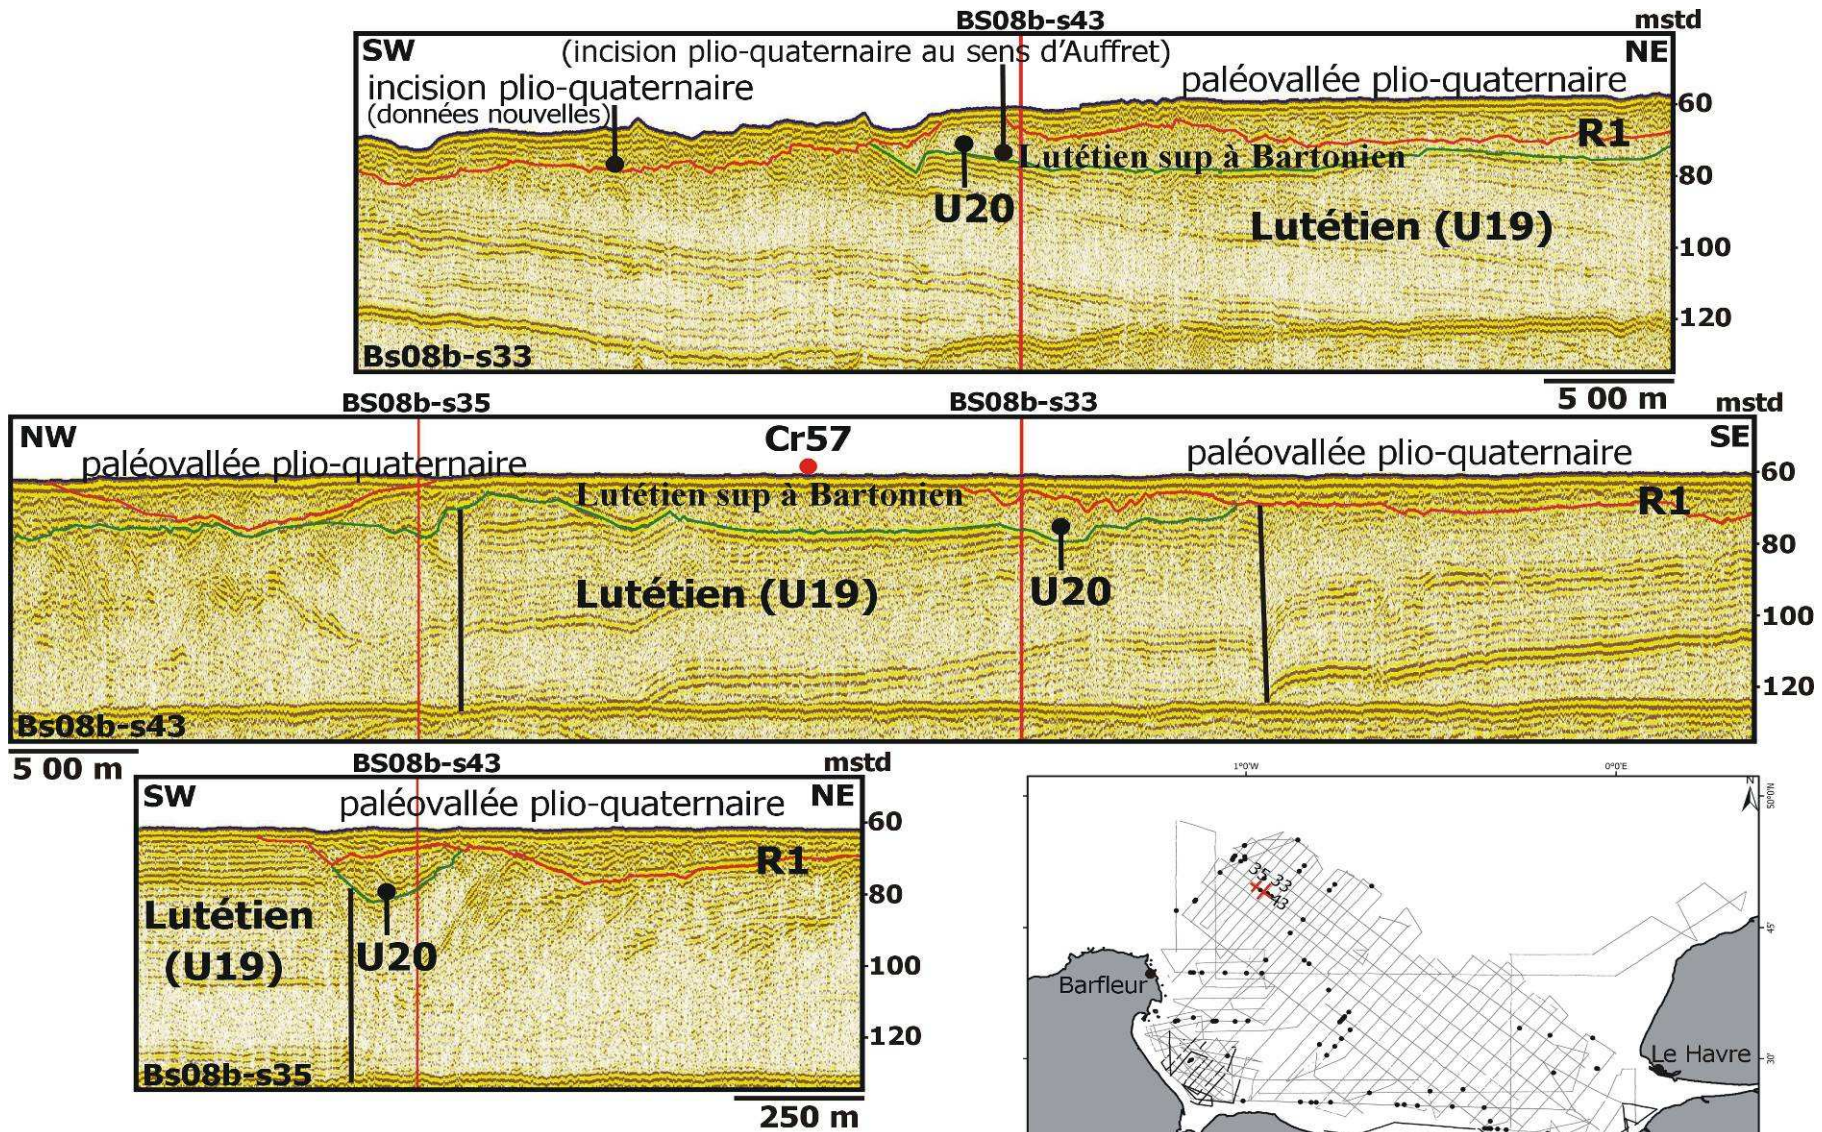 BS08b-s43
mstd
SW
(incision plio-quaternaire au sens d'Auffret)
NE
incision plio-quaternaire
paléovallée plio-quaternaire
(données nouvelles)
60
R1
Lutétien sup à Bartonien
80
U20
Lutétien (U19)
100
120
Bs08b-s33
5 00 m
BS08b-s35
BS08b-s33
mstd
NW
Cr57
SE
paléovallée plio-quaternaire
paléovallée plio-quaternaire
60
Lutétien sup à Bartonien
R1
80
Lutétien (U19)
U20
100
120
Bs08b-s43
5 00 m
BS08b-s43
mstd
SW
paléovallée plio-quaternaire
NE
60
R1
80
Lutétien
(U19)
U20
100
120
Bs08b-s35
250 m
1°0'W
0°0'E
N
50°0'N
35
33
43
45'
Barfleur
Le Havre
30'